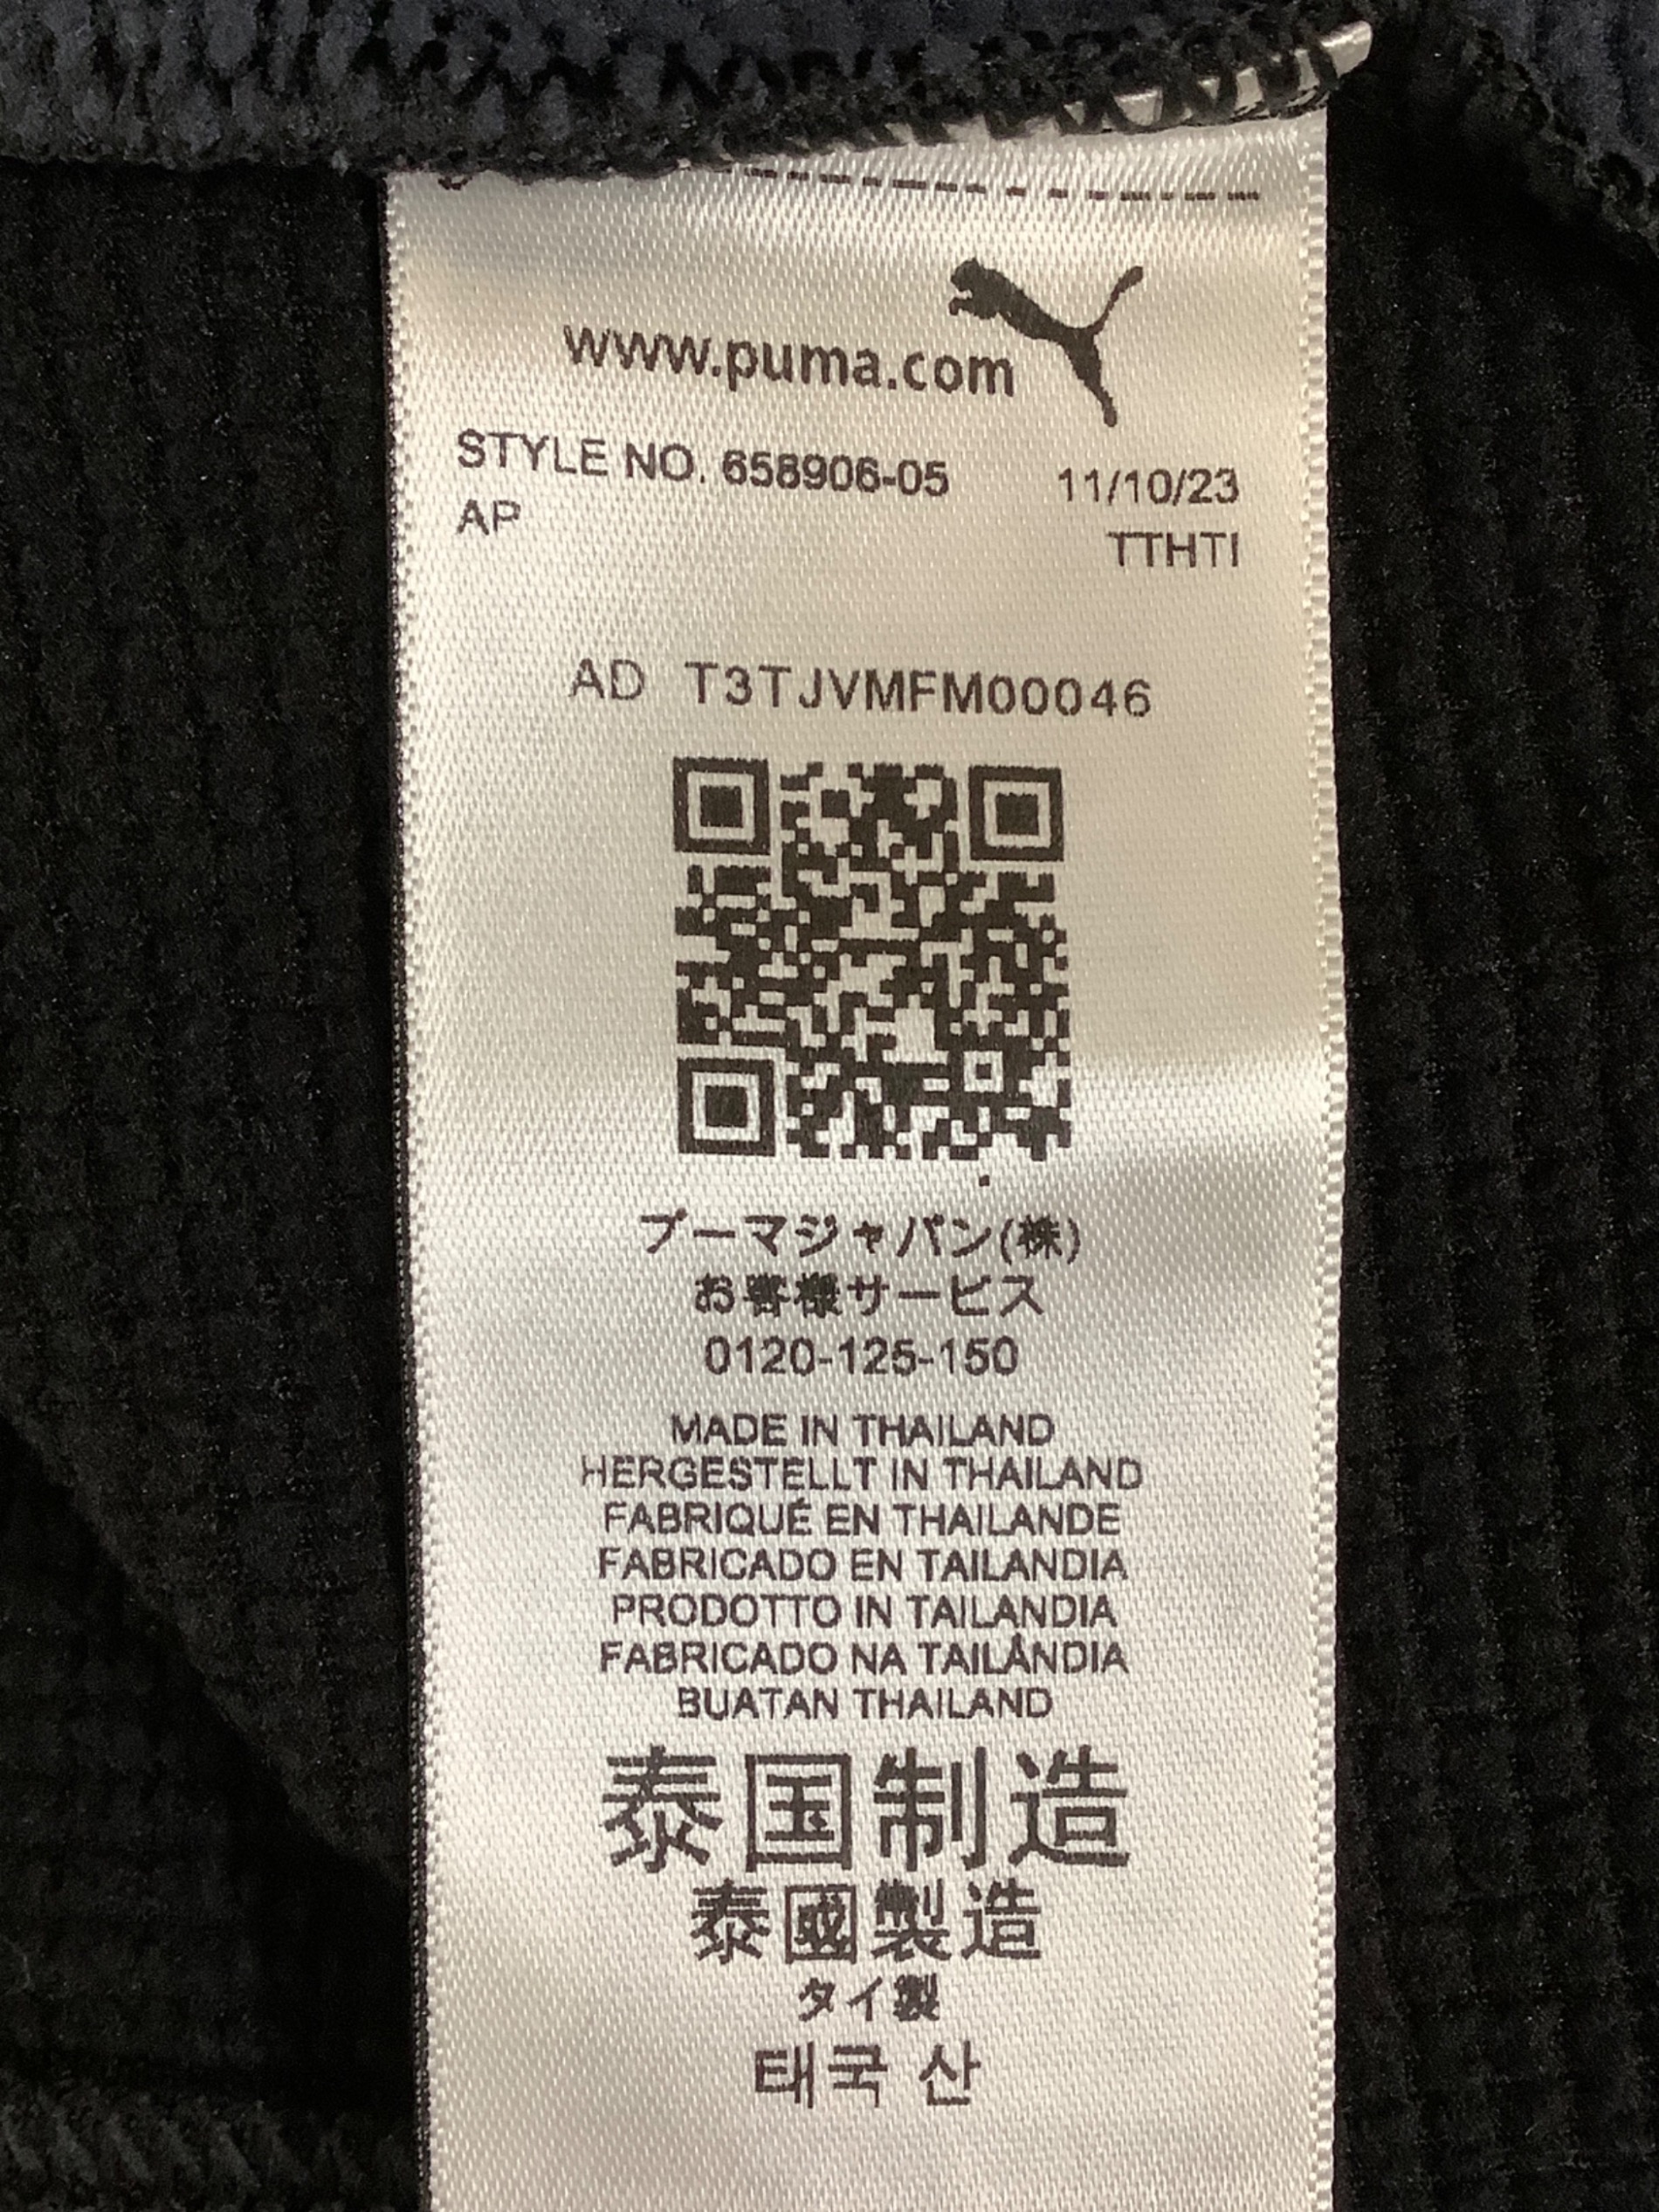 www.puma.com
STYLE NO. 658906-05 11/10/23
AP TTHTI
AD T3TJVMFM00046
プーマジャパン(株)
お客様サービス
0120-125-150
MADE IN THAILAND
HERGESTELLT IN THAILAND
FABRIQUÉ EN THAILANDE
FABRICADO EN TAILANDIA
PRODOTTO IN TAILANDIA
FABRICADO NA TAILÂNDIA
BUATAN THAILAND
泰国制造
泰國製造
タイ製
태국 산